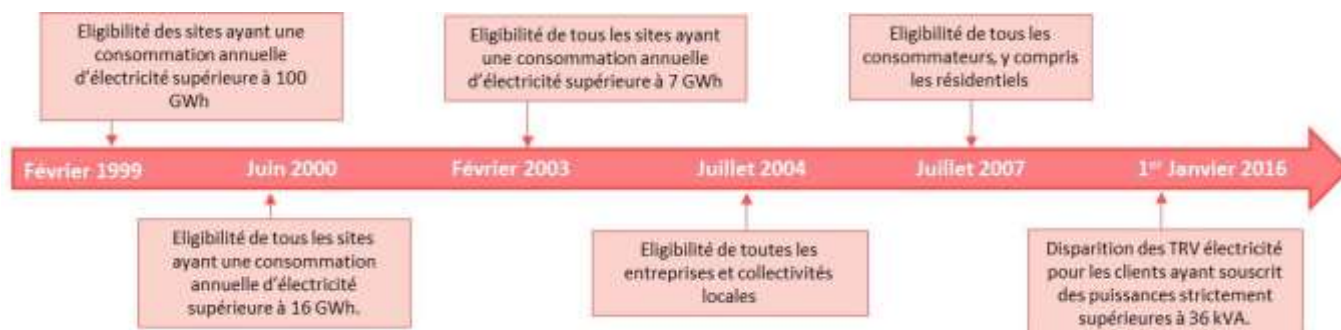 Eligibilité des sites ayant une
consommation annuelle
d'électricité supérieure à 100
GWh
Eligibilité de tous les sites ayant
une consommation annuelle
d'électricité supérieure à 7 GWh
Eligibilité de tous les
consommateurs, y compris
les résidentiels
Février 1999
Juin 2000
Février 2003
Juillet 2004
Juillet 2007
1er Janvier 2016
Eligibilité de tous les sites
ayant une consommation
annuelle d'électricité
supérieure à 16 GWh.
Eligibilité de toutes les
entreprises et collectivités
locales
Disparition des TRV électricité
pour les clients ayant souscrit
des puissances strictement
supérieures à 36 kVA.